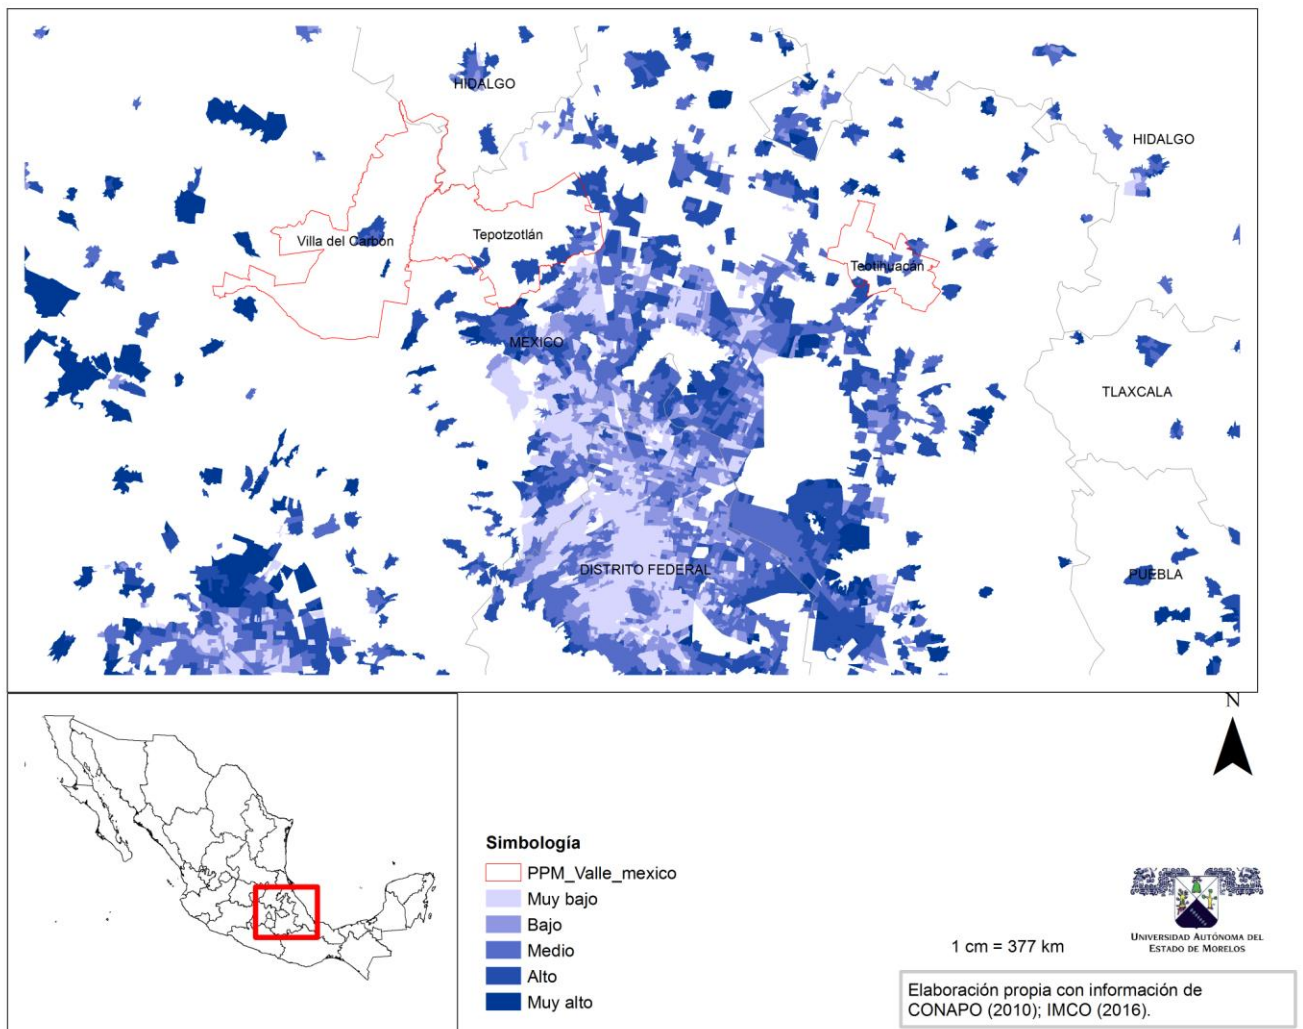 HIDALGO
HIDALGO
Villa del Carbón
Tepotzotlán
Teotihuacán
MEXICO
TLAXCALA
DISTRITO FEDERAL
PUEBLA
N
Simbología
PPM_Valle_mexico
Muy bajo
Bajo
Medio
Alto
Muy alto
1 cm = 377 km
UNIVERSIDAD AUTÓNOMA DEL
ESTADO DE MORELOS
Elaboración propia con información de
CONAPO (2010); IMCO (2016).